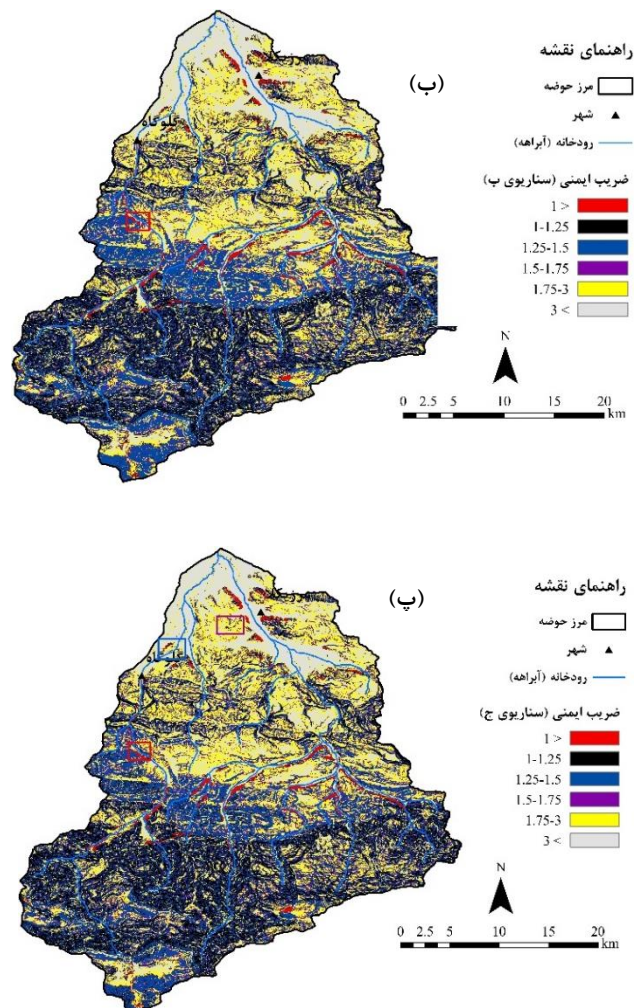 (ب)
راهنمای نقشه
مرز حوضه
شهر
رودخانه (آبراهه)
ضریب ایمنی (سناریوی ب)
1 >
1-1.25
1.25-1.5
1.5-1.75
1.75-3
3 <
گلوگاه
N
0 2.5 5 10 15 20
km
(پ)
راهنمای نقشه
مرز حوضه
شهر
رودخانه (آبراهه)
ضریب ایمنی (سناریوی ج)
1 >
1-1.25
1.25-1.5
1.5-1.75
1.75-3
3 <
N
0 2.5 5 10 15 20
km